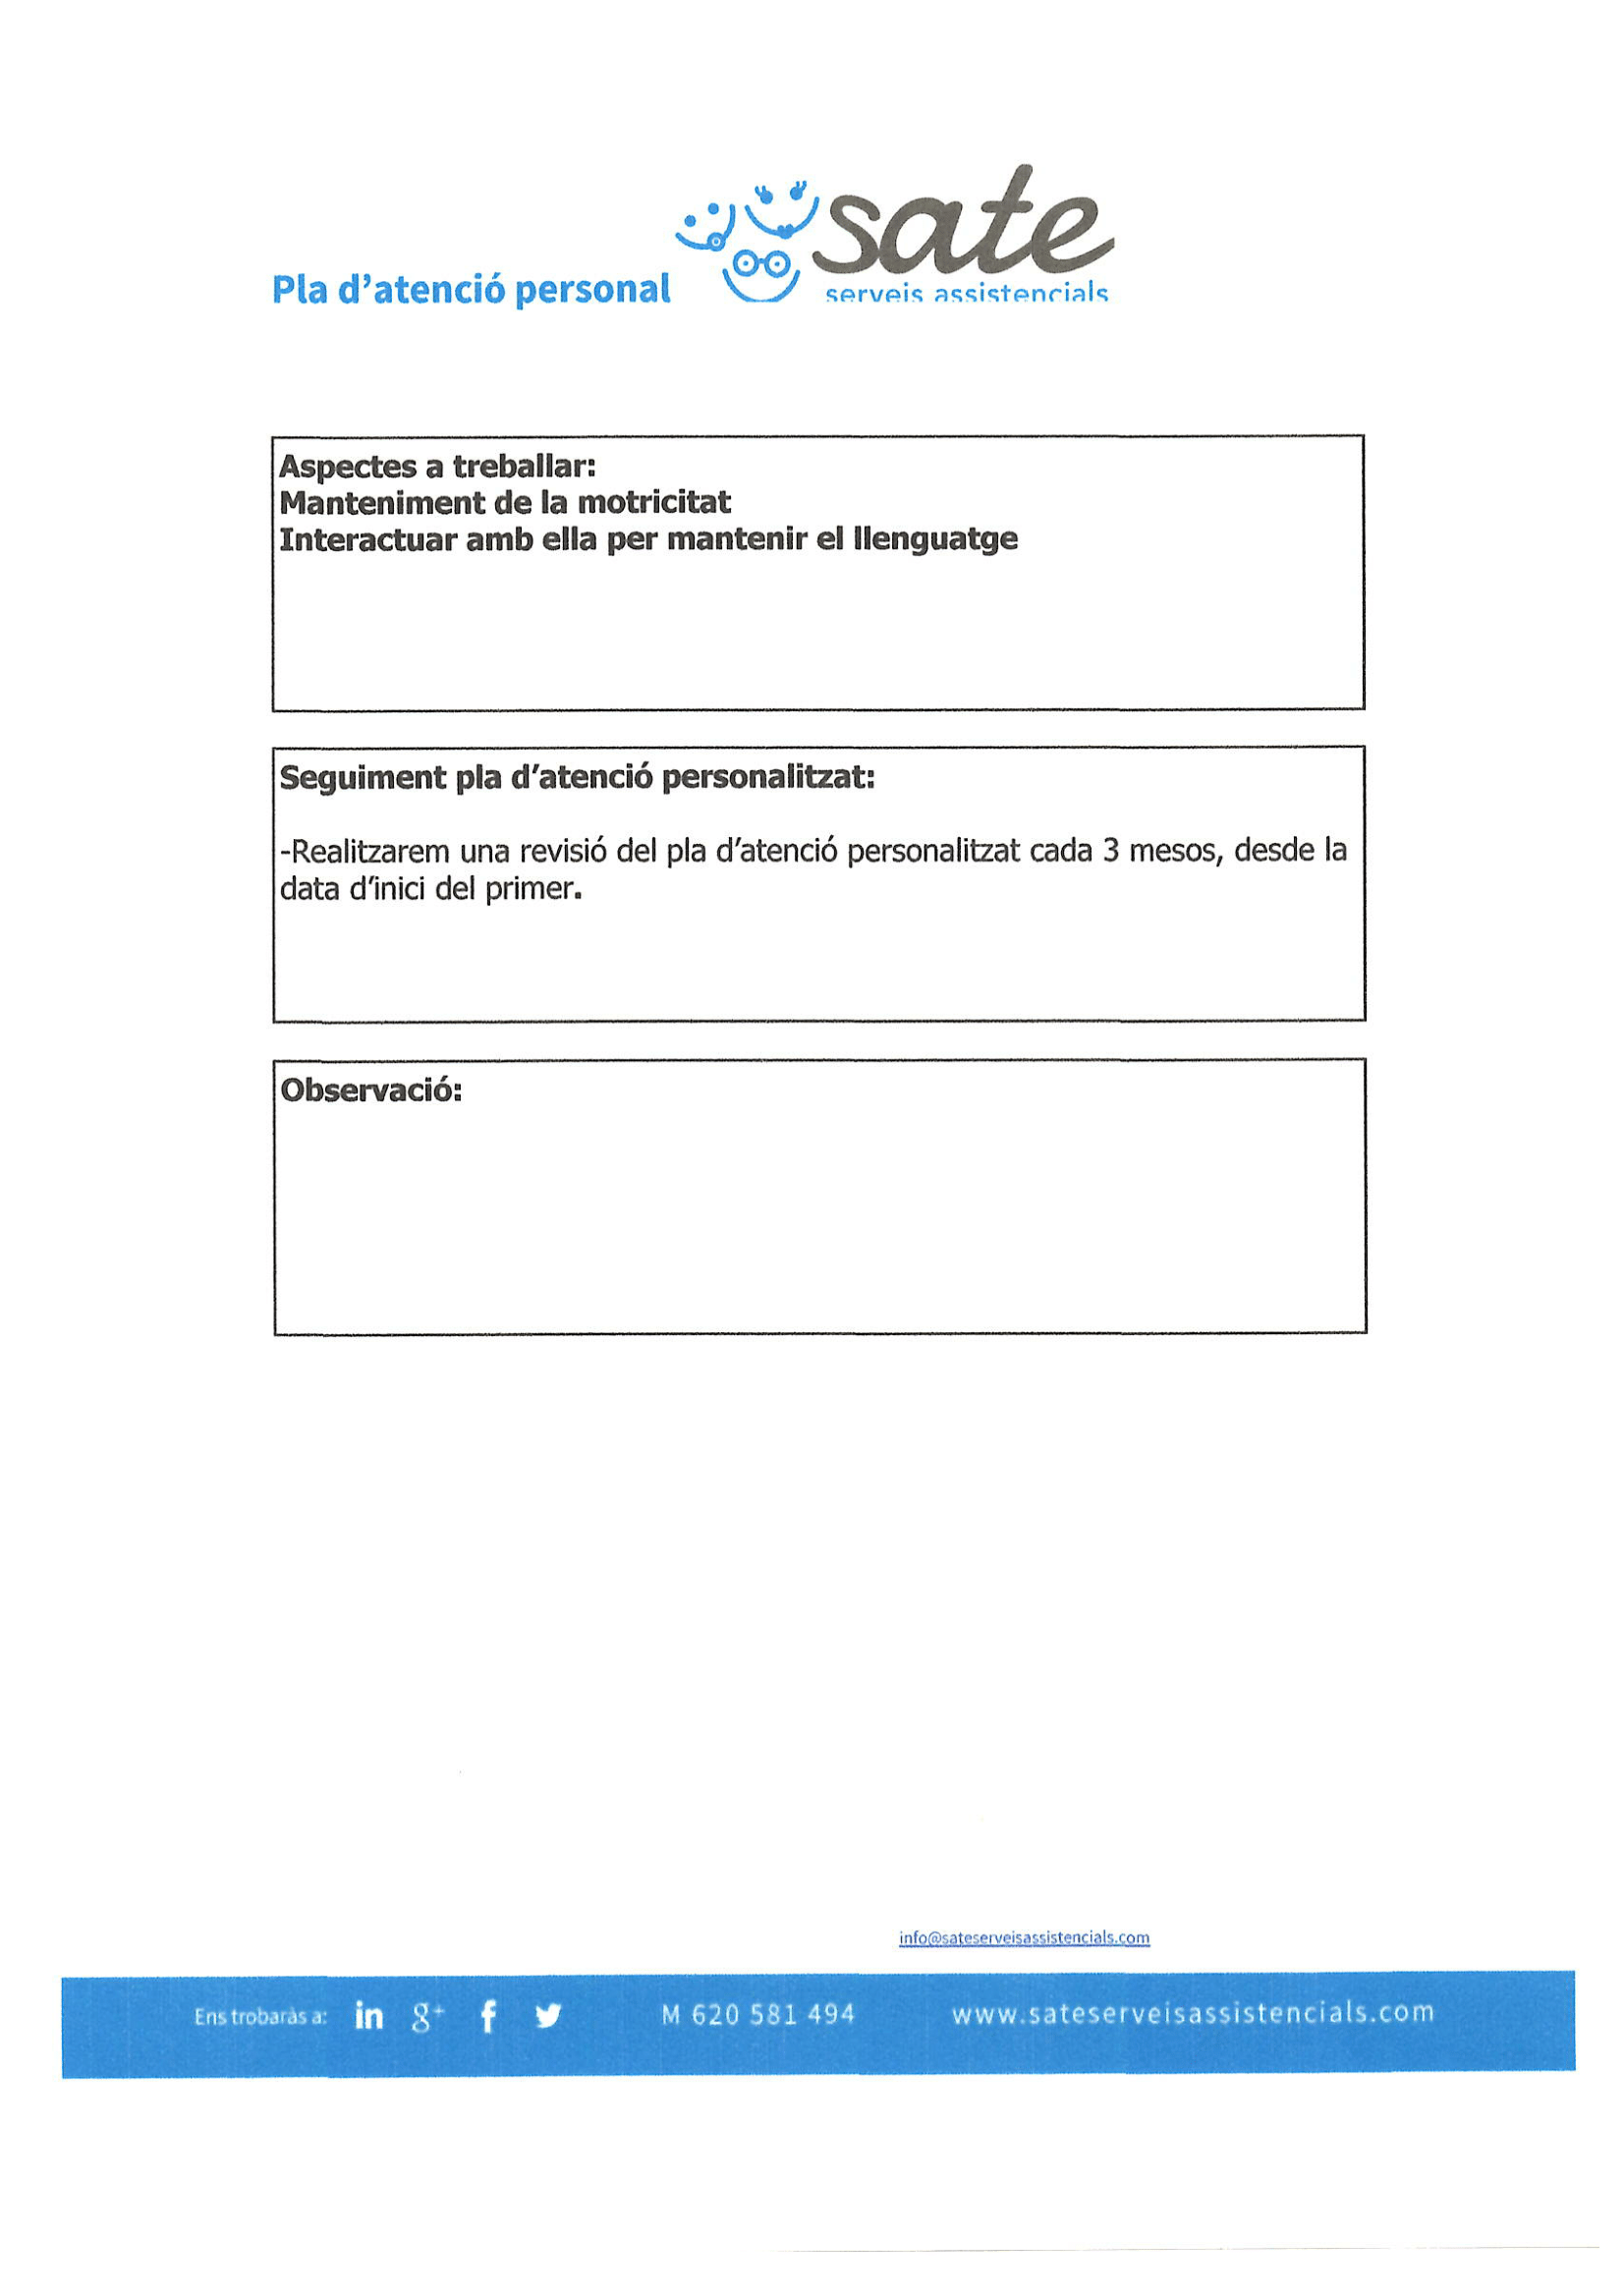 sate
serveis assistencials
Pla d'atenció personal
Aspectes a treballar:
Manteniment de la motricitat
Interactuar amb ella per mantenir el llenguatge
Seguiment pla d'atenció personalitzat:
-Realitzarem una revisió del pla d'atenció personalitzat cada 3 mesos, desde la
data d'inici del primer.
Observació:
info@sateserveisassistencials.com
Ens trobaràs a: in g+ f M 620 581 494 www.sateserveisassistencials.com